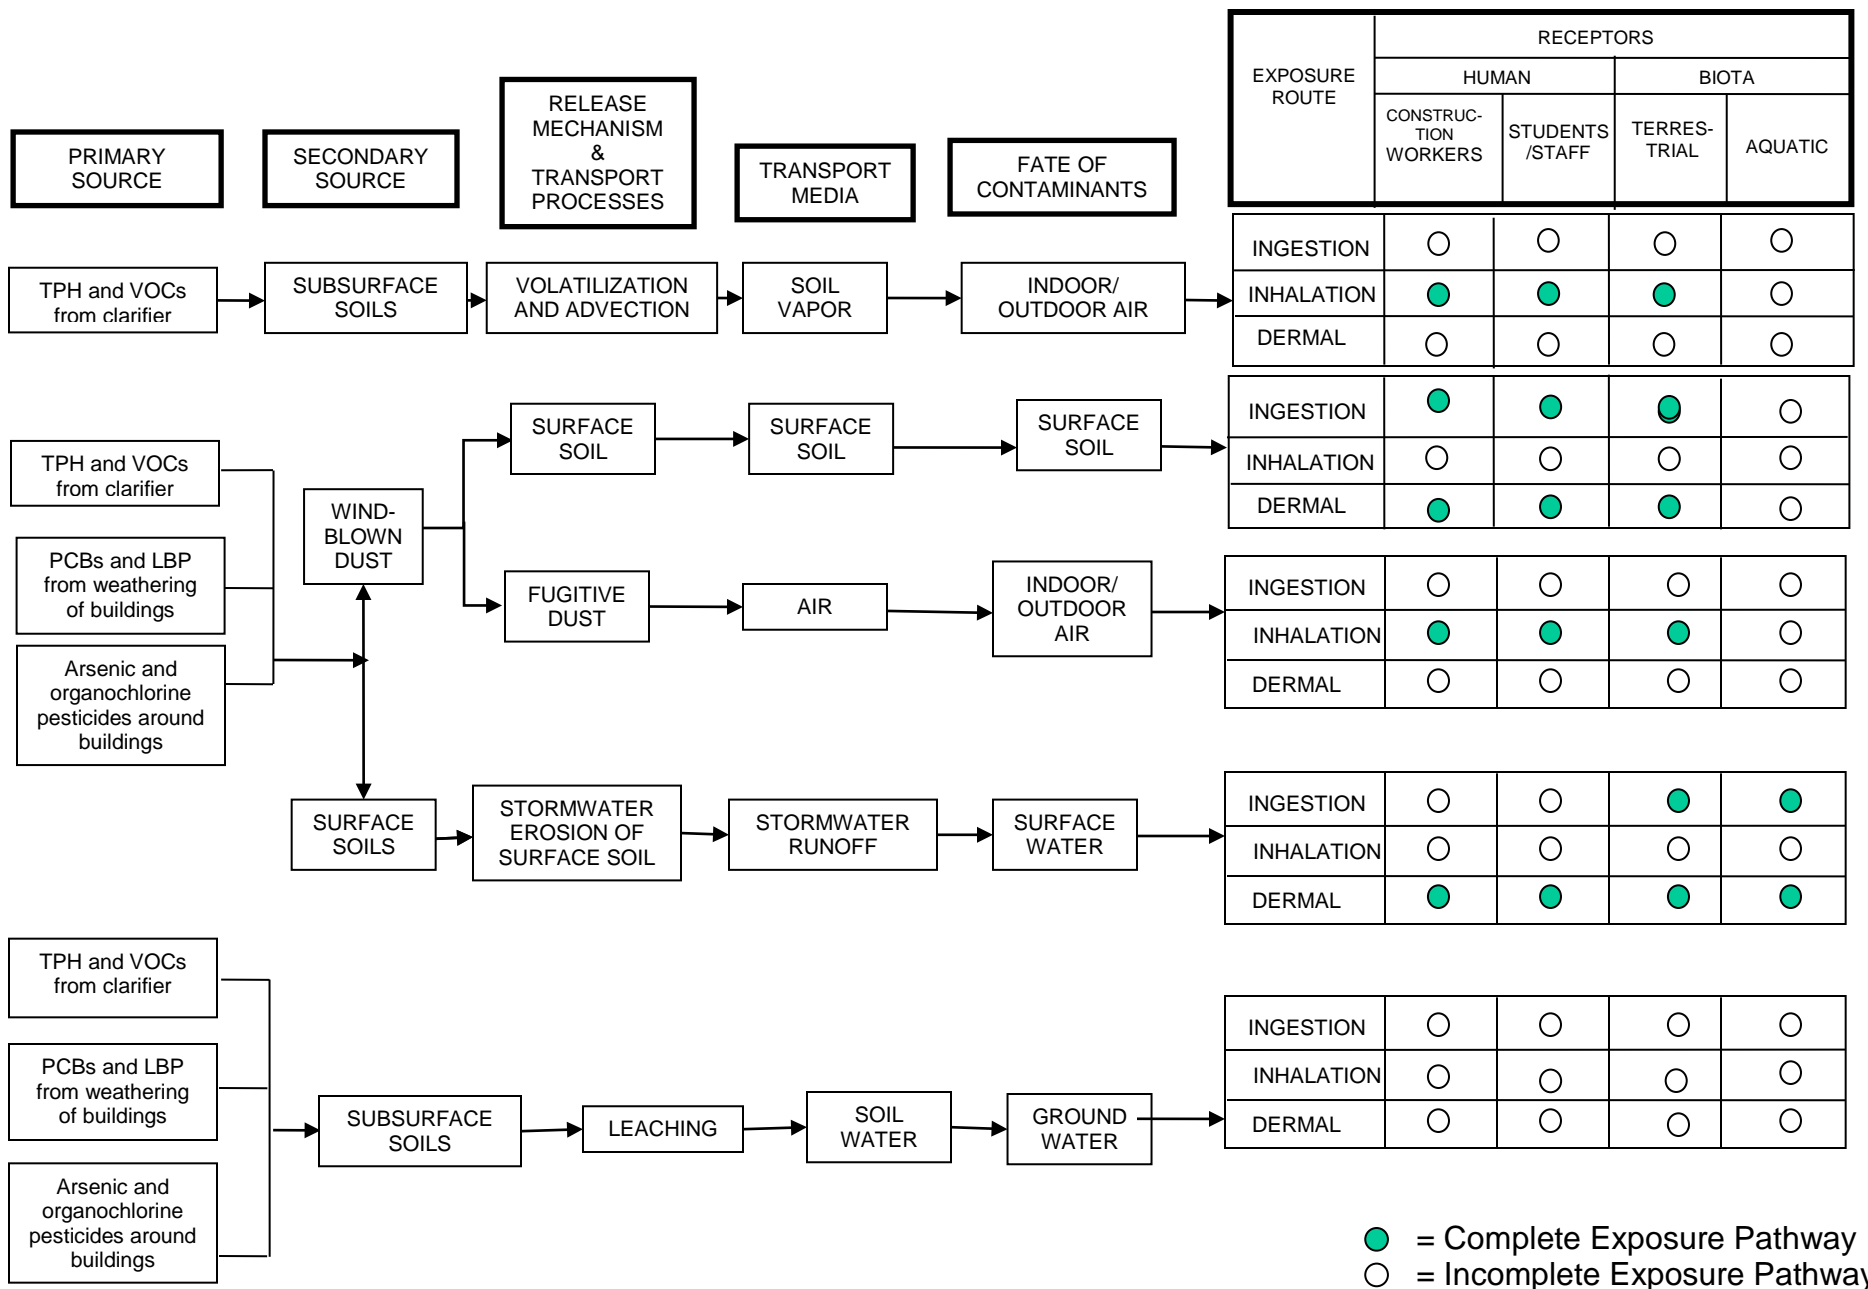 PRIMARY
SOURCE
SECONDARY
SOURCE
RELEASE
MECHANISM
&
TRANSPORT
PROCESSES
TRANSPORT
MEDIA
FATE OF
CONTAMINANTS
EXPOSURE
ROUTE
RECEPTORS
HUMAN
BIOTA
CONSTRUC-
TION
WORKERS
STUDENTS
/STAFF
TERRES-
TRIAL
AQUATIC
TPH and VOCs
from clarifier
SUBSURFACE
SOILS
VOLATILIZATION
AND ADVECTION
SOIL
VAPOR
INDOOR/
OUTDOOR AIR
INGESTION
INHALATION
DERMAL
TPH and VOCs
from clarifier
PCBs and LBP
from weathering
of buildings
Arsenic and
organochlorine
pesticides around
buildings
WIND-
BLOWN
DUST
SURFACE
SOIL
SURFACE
SOIL
SURFACE
SOIL
INGESTION
INHALATION
DERMAL
FUGITIVE
DUST
AIR
INDOOR/
OUTDOOR
AIR
INGESTION
INHALATION
DERMAL
SURFACE
SOILS
STORMWATER
EROSION OF
SURFACE SOIL
STORMWATER
RUNOFF
SURFACE
WATER
INGESTION
INHALATION
DERMAL
TPH and VOCs
from clarifier
PCBs and LBP
from weathering
of buildings
Arsenic and
organochlorine
pesticides around
buildings
SUBSURFACE
SOILS
LEACHING
SOIL
WATER
GROUND
WATER
INGESTION
INHALATION
DERMAL
= Complete Exposure Pathway
= Incomplete Exposure Pathway